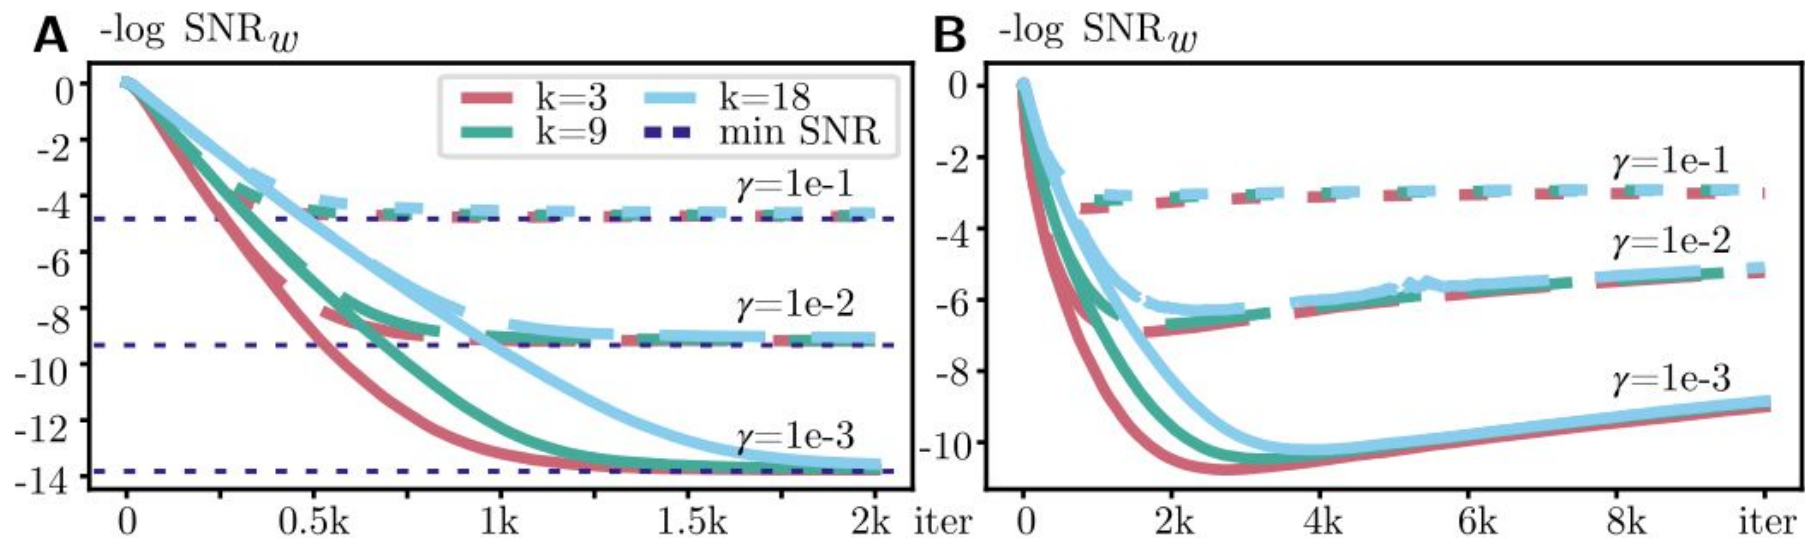 A
-log SNR_w
k=3
k=18
k=9
min SNR
0
-2
-4
-6
-8
-10
-12
-14
γ=1e-1
γ=1e-2
γ=1e-3
0
0.5k
1k
1.5k
2k
iter
B
-log SNR_w
0
-2
-4
-6
-8
-10
γ=1e-1
γ=1e-2
γ=1e-3
0
2k
4k
6k
8k
iter